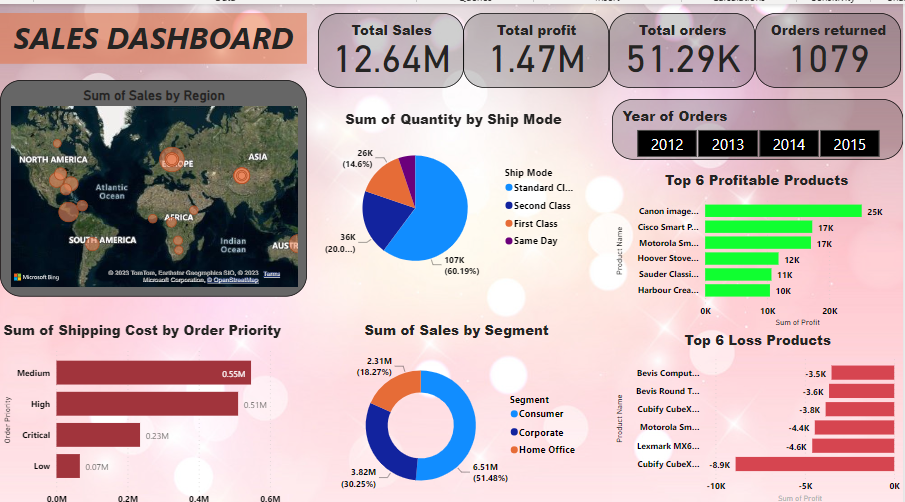 SALES DASHBOARD
Total Sales
12.64M
Total profit
1.47M
Total orders
51.29K
Orders returned
1079
Sum of Sales by Region
NORTH AMERICA
ASIA
Atlantic
Ocean
AFRICA
SOUTH AMERICA
Indian
Ocean
AUSTR
Microsoft Bing
© 2023 TomTom, Earthstar Geographics SIO, © 2023
Microsoft Corporation, © OpenStreetMap
Terms
Sum of Quantity by Ship Mode
26K
(14.6%)
36K
(20.0...)
107K
(60.19%)
Ship Mode
Standard Cl...
Second Class
First Class
Same Day
Year of Orders
2012
2013
2014
2015
Top 6 Profitable Products
Product Name
Canon image... 25K
Cisco Smart P... 17K
Motorola Sm... 17K
Hoover Stove... 12K
Sauder Classi... 11K
Harbour Crea... 10K
0K 10K 20K
Sum of Profit
Sum of Shipping Cost by Order Priority
Order Priority
Medium 0.55M
High 0.51M
Critical 0.23M
Low 0.07M
0.0M 0.2M 0.4M 0.6M
Sum of Sales by Segment
2.31M
(18.27%)
3.82M
(30.25%)
6.51M
(51.48%)
Segment
Consumer
Corporate
Home Office
Top 6 Loss Products
Product Name
Bevis Comput... -3.5K
Bevis Round T... -3.6K
Cubify CubeX... -3.8K
Motorola Sm... -4.4K
Lexmark MX6... -4.6K
Cubify CubeX... -8.9K
-10K -5K 0K
Sum of Profit